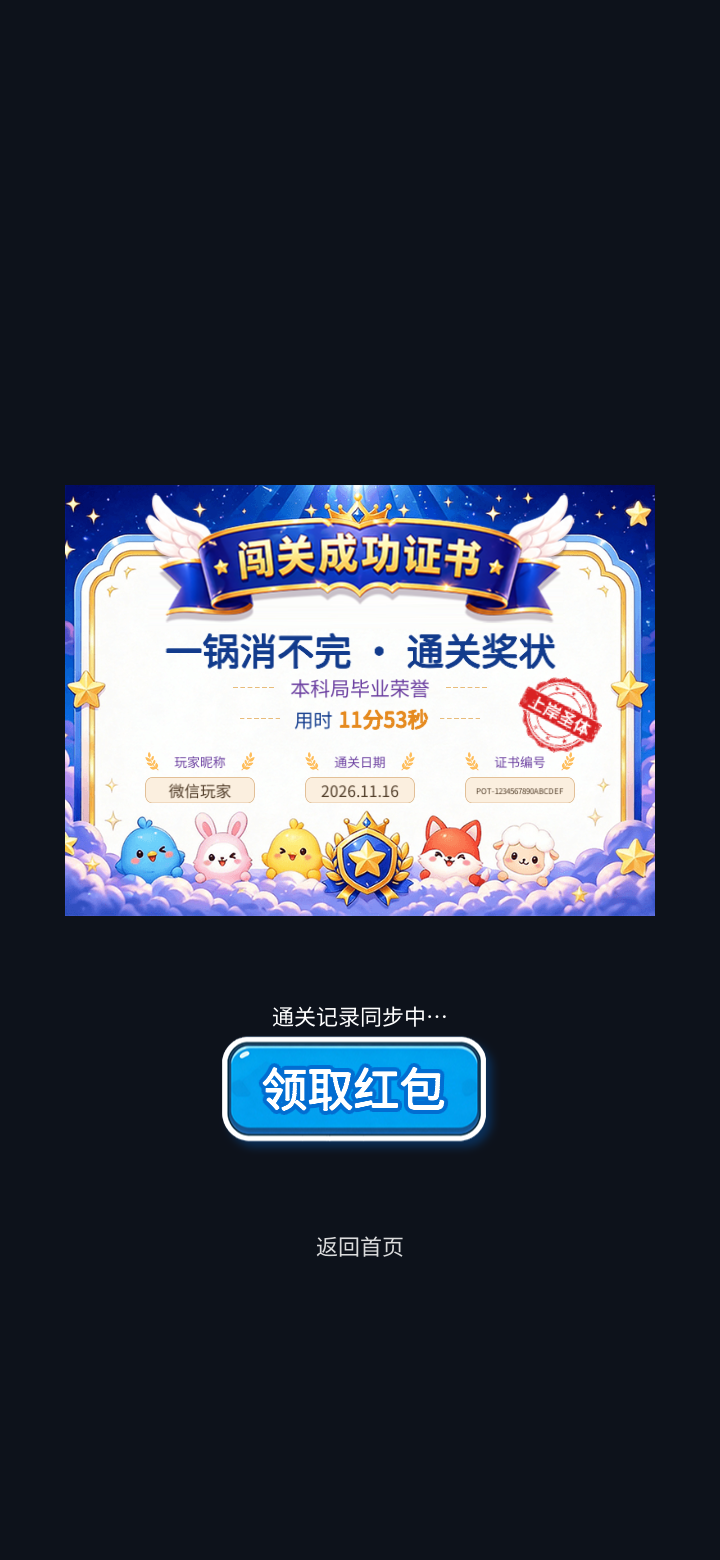 闯关成功证书
一锅消不完 · 通关奖状
本科局毕业荣誉
用时 11分53秒
上岸圣体
玩家昵称 通关日期 证书编号
微信玩家 2026.11.16 POT-1234567890ABCDEF
通关记录同步中…
领取红包
返回首页